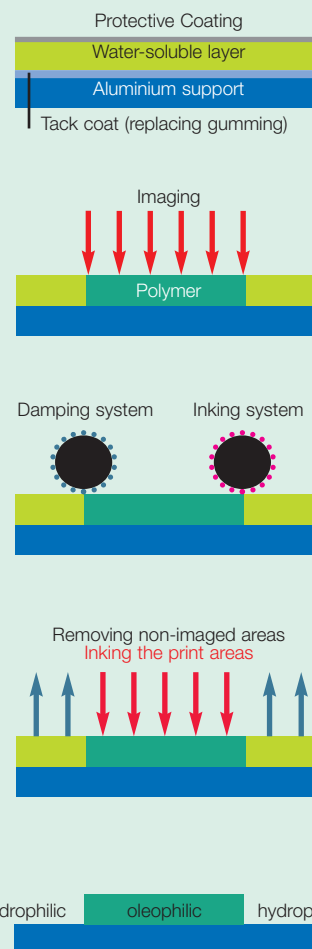 Protective Coating
Water-soluble layer
Aluminium support
Tack coat (replacing gumming)
Imaging
Polymer
Damping system Inking system
Removing non-imaged areas
Inking the print areas
drophilic oleophilic hydrop